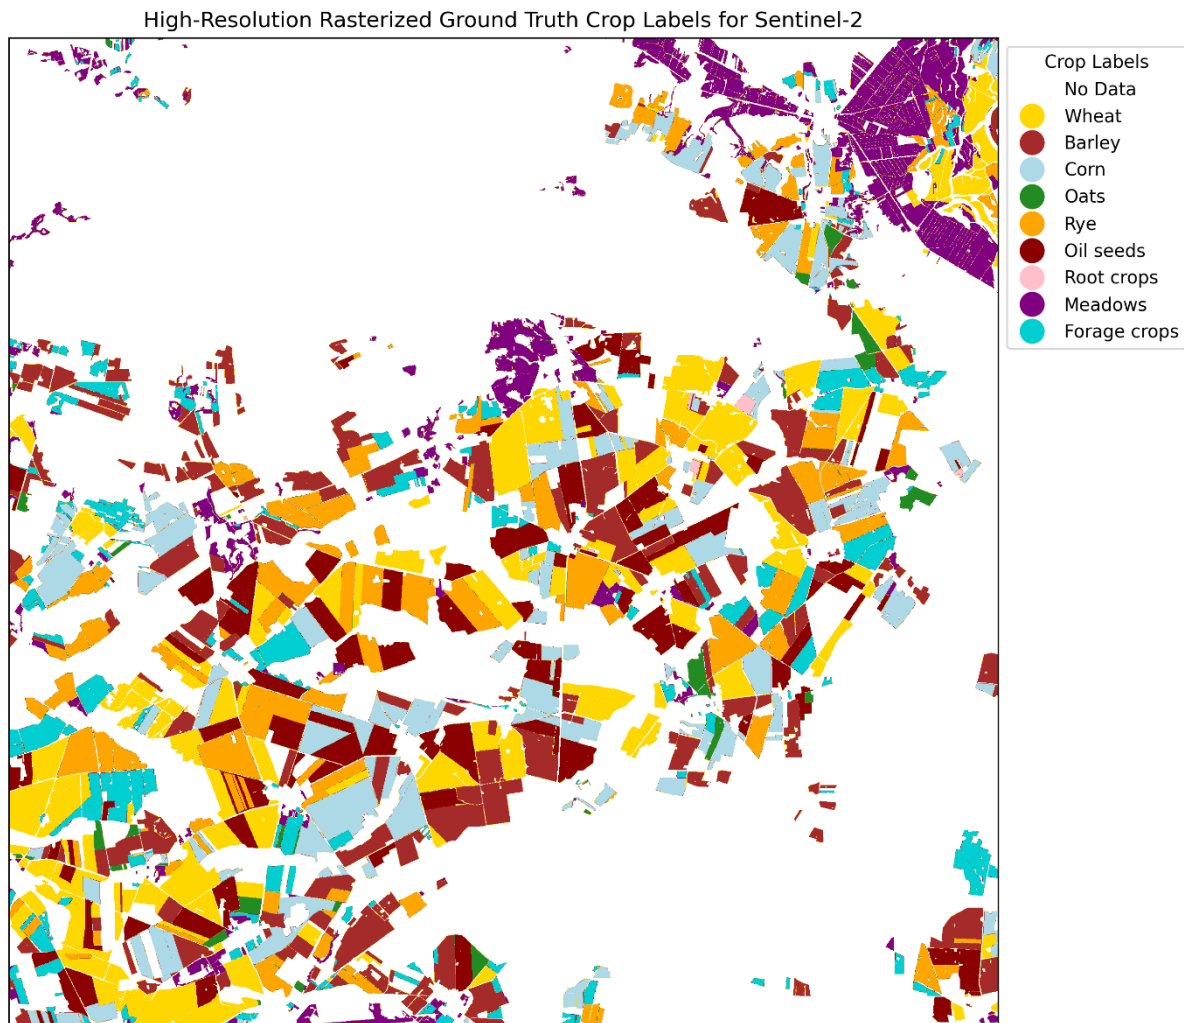 High-Resolution Rasterized Ground Truth Crop Labels for Sentinel-2
Crop Labels
No Data
Wheat
Barley
Corn
Oats
Rye
Oil seeds
Root crops
Meadows
Forage crops